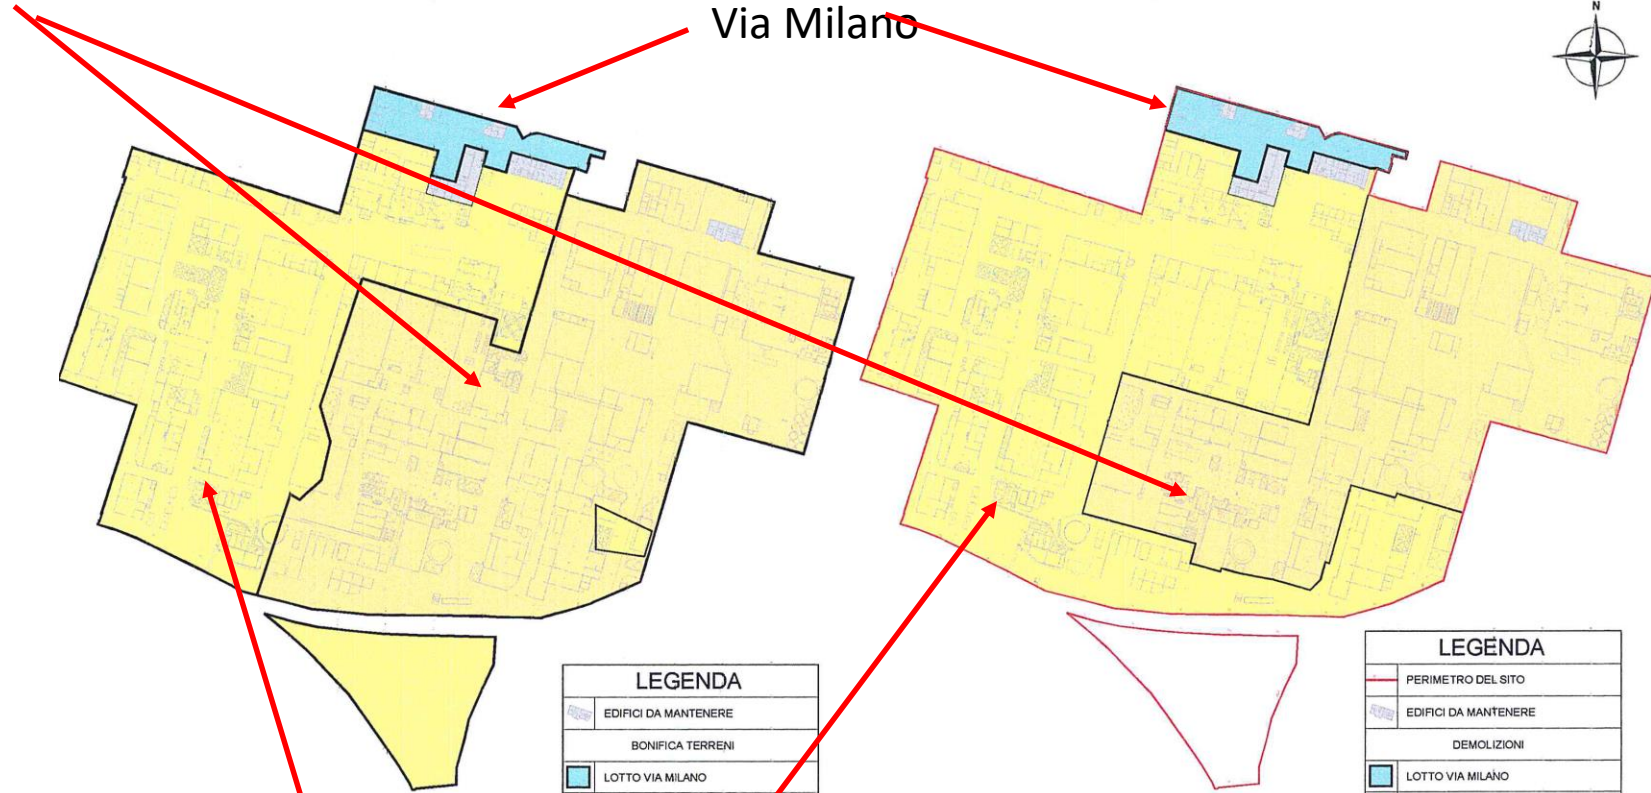 Via Milano
N
LEGENDA
EDIFICI DA MANTENERE
BONIFICA TERRENI
LOTTO VIA MILANO
LEGENDA
PERIMETRO DEL SITO
EDIFICI DA MANTENERE
DEMOLIZIONI
LOTTO VIA MILANO